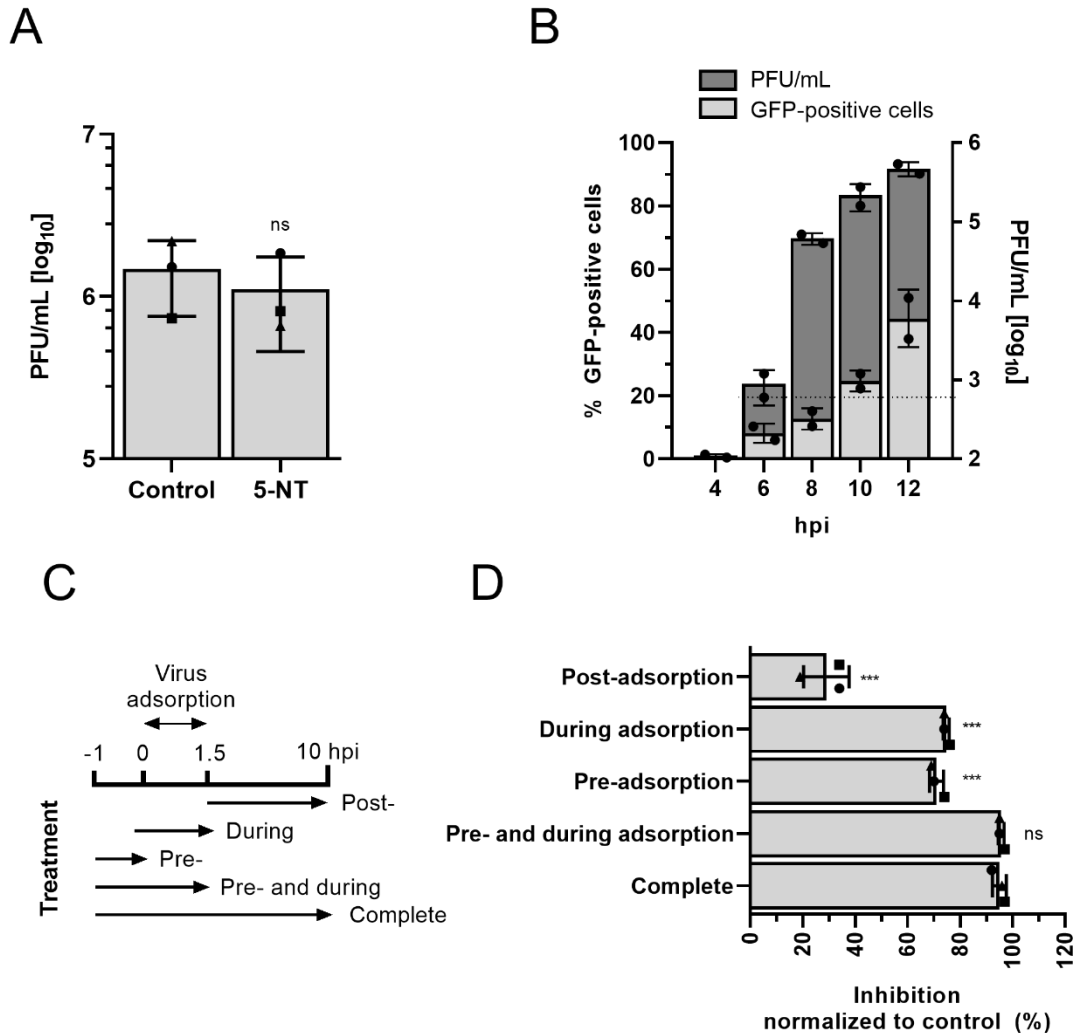 A
7
6
5
PFU/mL [log10]
ns
Control
5-NT
B
PFU/mL
GFP-positive cells
100
80
60
40
20
0
% GFP-positive cells
6
5
4
3
2
PFU/mL [log10]
4 6 8 10 12
hpi
C
Virus
adsorption
-1 0 1.5 10 hpi
Treatment
Post-
During
Pre-
Pre- and during
Complete
D
Post-adsorption
***
During adsorption
***
Pre-adsorption
***
Pre- and during adsorption
ns
Complete
0 20 40 60 80 100 120
Inhibition
normalized to control (%)